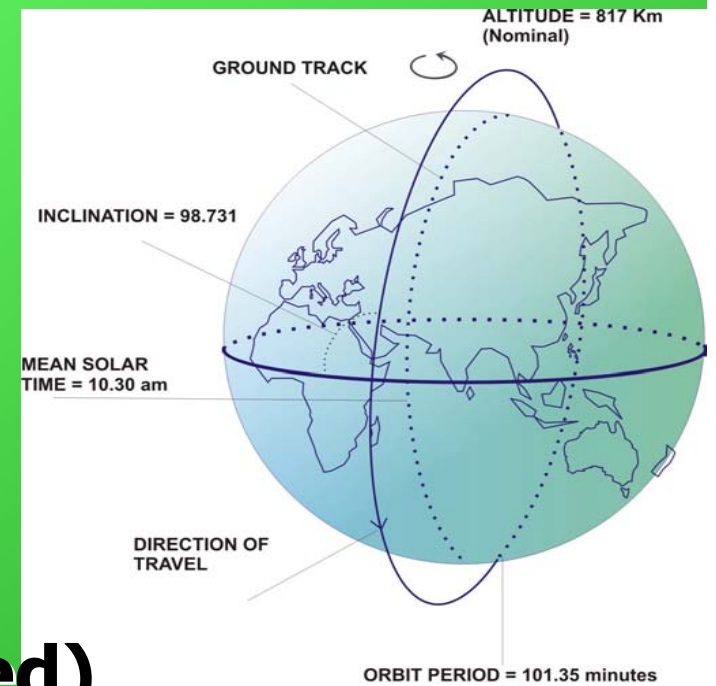 ALTITUDE = 817 Km
(Nominal)
GROUND TRACK
INCLINATION = 98.731
MEAN SOLAR
TIME = 10.30 am
DIRECTION OF
TRAVEL
ed)
ORBIT PERIOD = 101.35 minutes